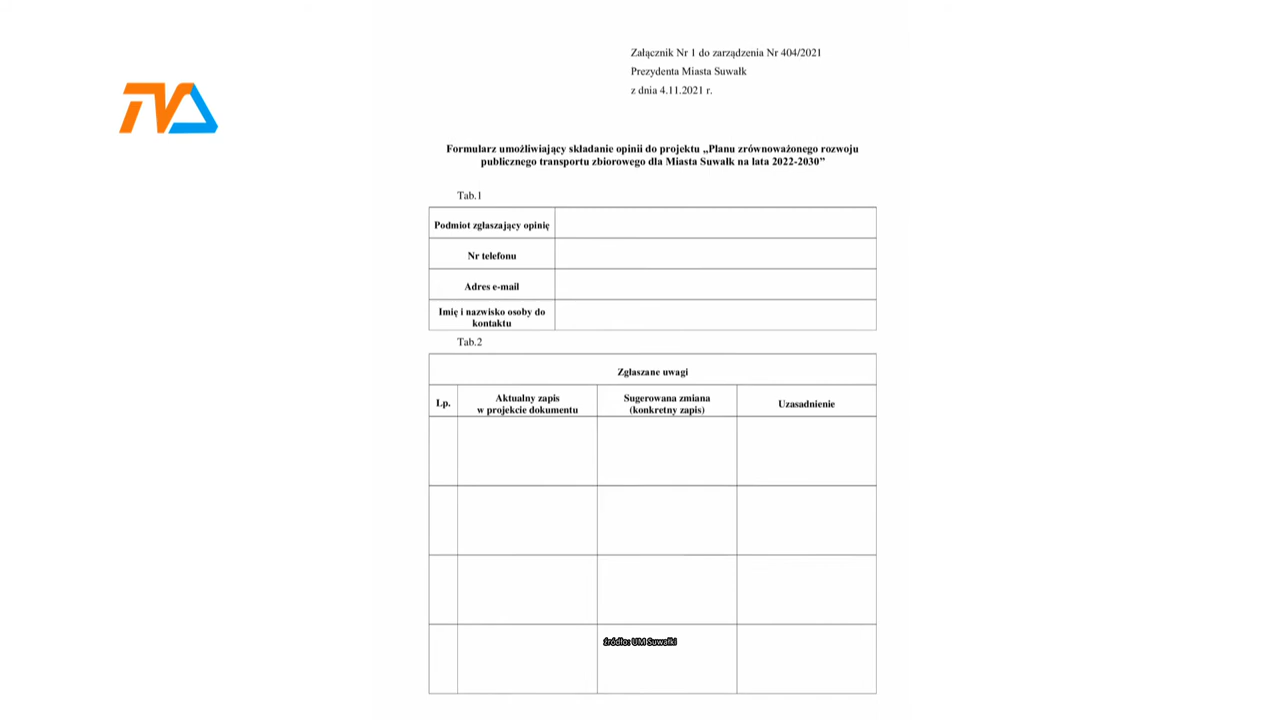 Załącznik Nr 1 do zarządzenia Nr 404/2021
Prezydenta Miasta Suwałk
z dnia 4.11.2021 r.
TVA
Formularz umożliwiający składanie opinii do projektu „Planu zrównoważonego rozwoju
publicznego transportu zbiorowego dla Miasta Suwałk na lata 2022-2030”
Tab.1
Podmiot zgłaszający opinię
Nr telefonu
Adres e-mail
Imię i nazwisko osoby do
kontaktu
Tab.2
Zgłaszane uwagi
Lp.
Aktualny zapis
w projekcie dokumentu
Sugerowana zmiana
(konkretny zapis)
Uzasadnienie
źródło: UM Suwałki